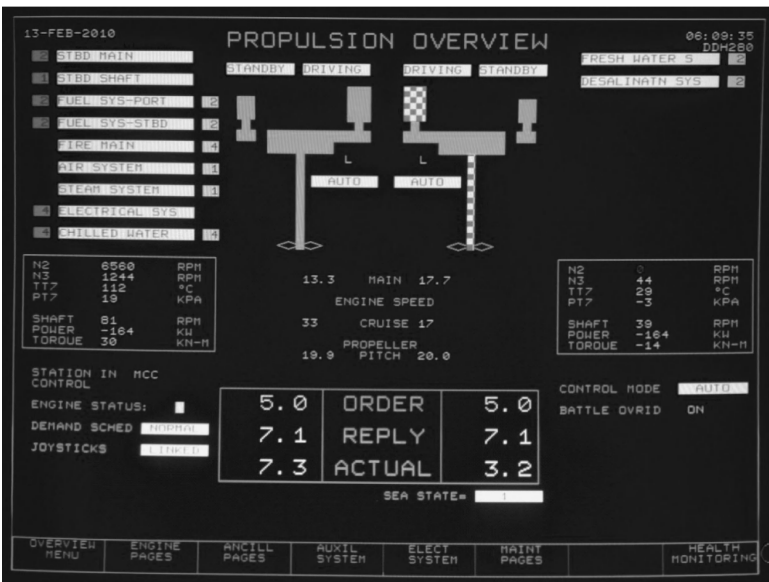 13-FEB-2010
PROPULSION OVERVIEW
06:09:35
DDH280
2 STBD MAIN
1 STBD SHAFT
2 FUEL SYS-PORT 2
2 FUEL SYS-STBD 2
FIRE MAIN 4
AIR SYSTEM 1
STEAM SYSTEM 1
4 ELECTRICAL SYS
4 CHILLED WATER 4
STANDBY DRIVING DRIVING STANDBY
FRESH WATER S 2
DESALINATN SYS 2
L L
AUTO AUTO
N2 6560 RPM
N3 1244 RPM
TT7 112 °C
PT7 19 KPA
SHAFT 81 RPM
POWER -164 KW
TORQUE 30 KN-M
13.3 MAIN 17.7
ENGINE SPEED
33 CRUISE 17
PROPELLER
19.9 PITCH 20.0
N2 0 RPM
N3 44 RPM
TT7 29 °C
PT7 -3 KPA
SHAFT 39 RPM
POWER -164 KW
TORQUE -14 KN-M
STATION IN MCC
CONTROL
ENGINE STATUS:
DEMAND SCHED NORMAL
JOYSTICKS LINKED
5.0 ORDER 5.0
7.1 REPLY 7.1
7.3 ACTUAL 3.2
SEA STATE= 1
CONTROL MODE AUTO
BATTLE OVRID ON
OVERVIEW MENU
ENGINE PAGES
ANCILL PAGES
AUXIL SYSTEM
ELECT SYSTEM
MAINT PAGES
HEALTH MONITORING